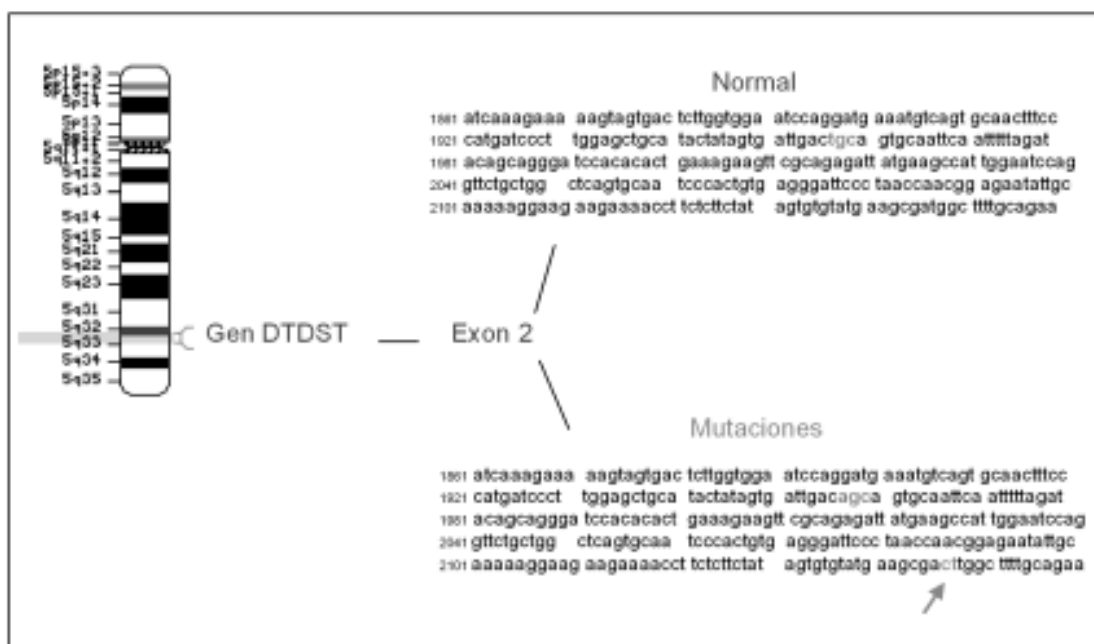 5p15.3
5p14
5p13
5q11.2
5q12
5q13
5q14
5q15
5q21
5q22
5q23
5q31
5q32
5q33
5q34
5q35
Gen DTDST
Exon 2
Normal
1861 atcaaagaaa aagtagtgac tcttggtgga atccaggatg aaatgtcagt gcaactttcc
1921 catgatccct tggagctgca tactatagtg attgactgca gtgcaattca atttttagat
1981 acagcaggga tccacacact gaaagaagtt cgcagagatt atgaagccat tggaatccag
2041 gttctgctgg ctcagtgcaa tcccactgtg agggattccc taaccaacgg agaatattgc
2101 aaaaaggaag aagaaaacct tctcttctat agtgtgtatg aagcgatggc ttttgcagaa
Mutaciones
1861 atcaaagaaa aagtagtgac tcttggtgga atccaggatg aaatgtcagt gcaactttcc
1921 catgatccct tggagctgca tactatagtg attgacagca gtgcaattca atttttagat
1981 acagcaggga tccacacact gaaagaagtt cgcagagatt atgaagccat tggaatccag
2041 gttctgctgg ctcagtgcaa tcccactgtg agggattccc taaccaacggagaatattgc
2101 aaaaaggaag aagaaaacct tctcttctat agtgtgtatg aagcgacttggc ttttgcagaa